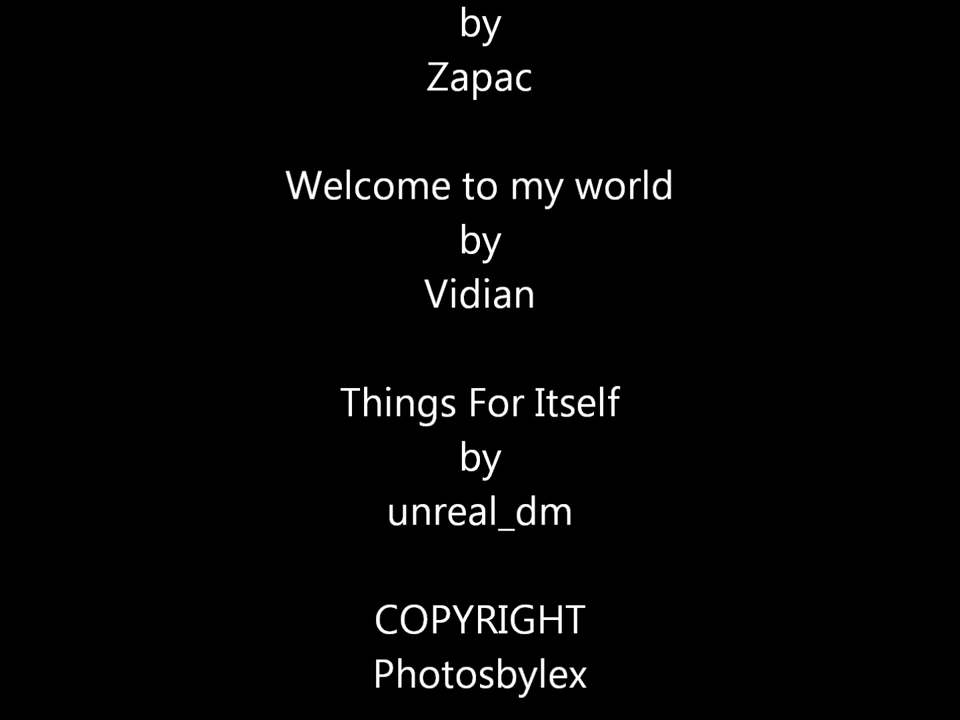 by
Zapac
Welcome to my world
by
Vidian
Things For Itself
by
unreal_dm
COPYRIGHT
Photosbylex